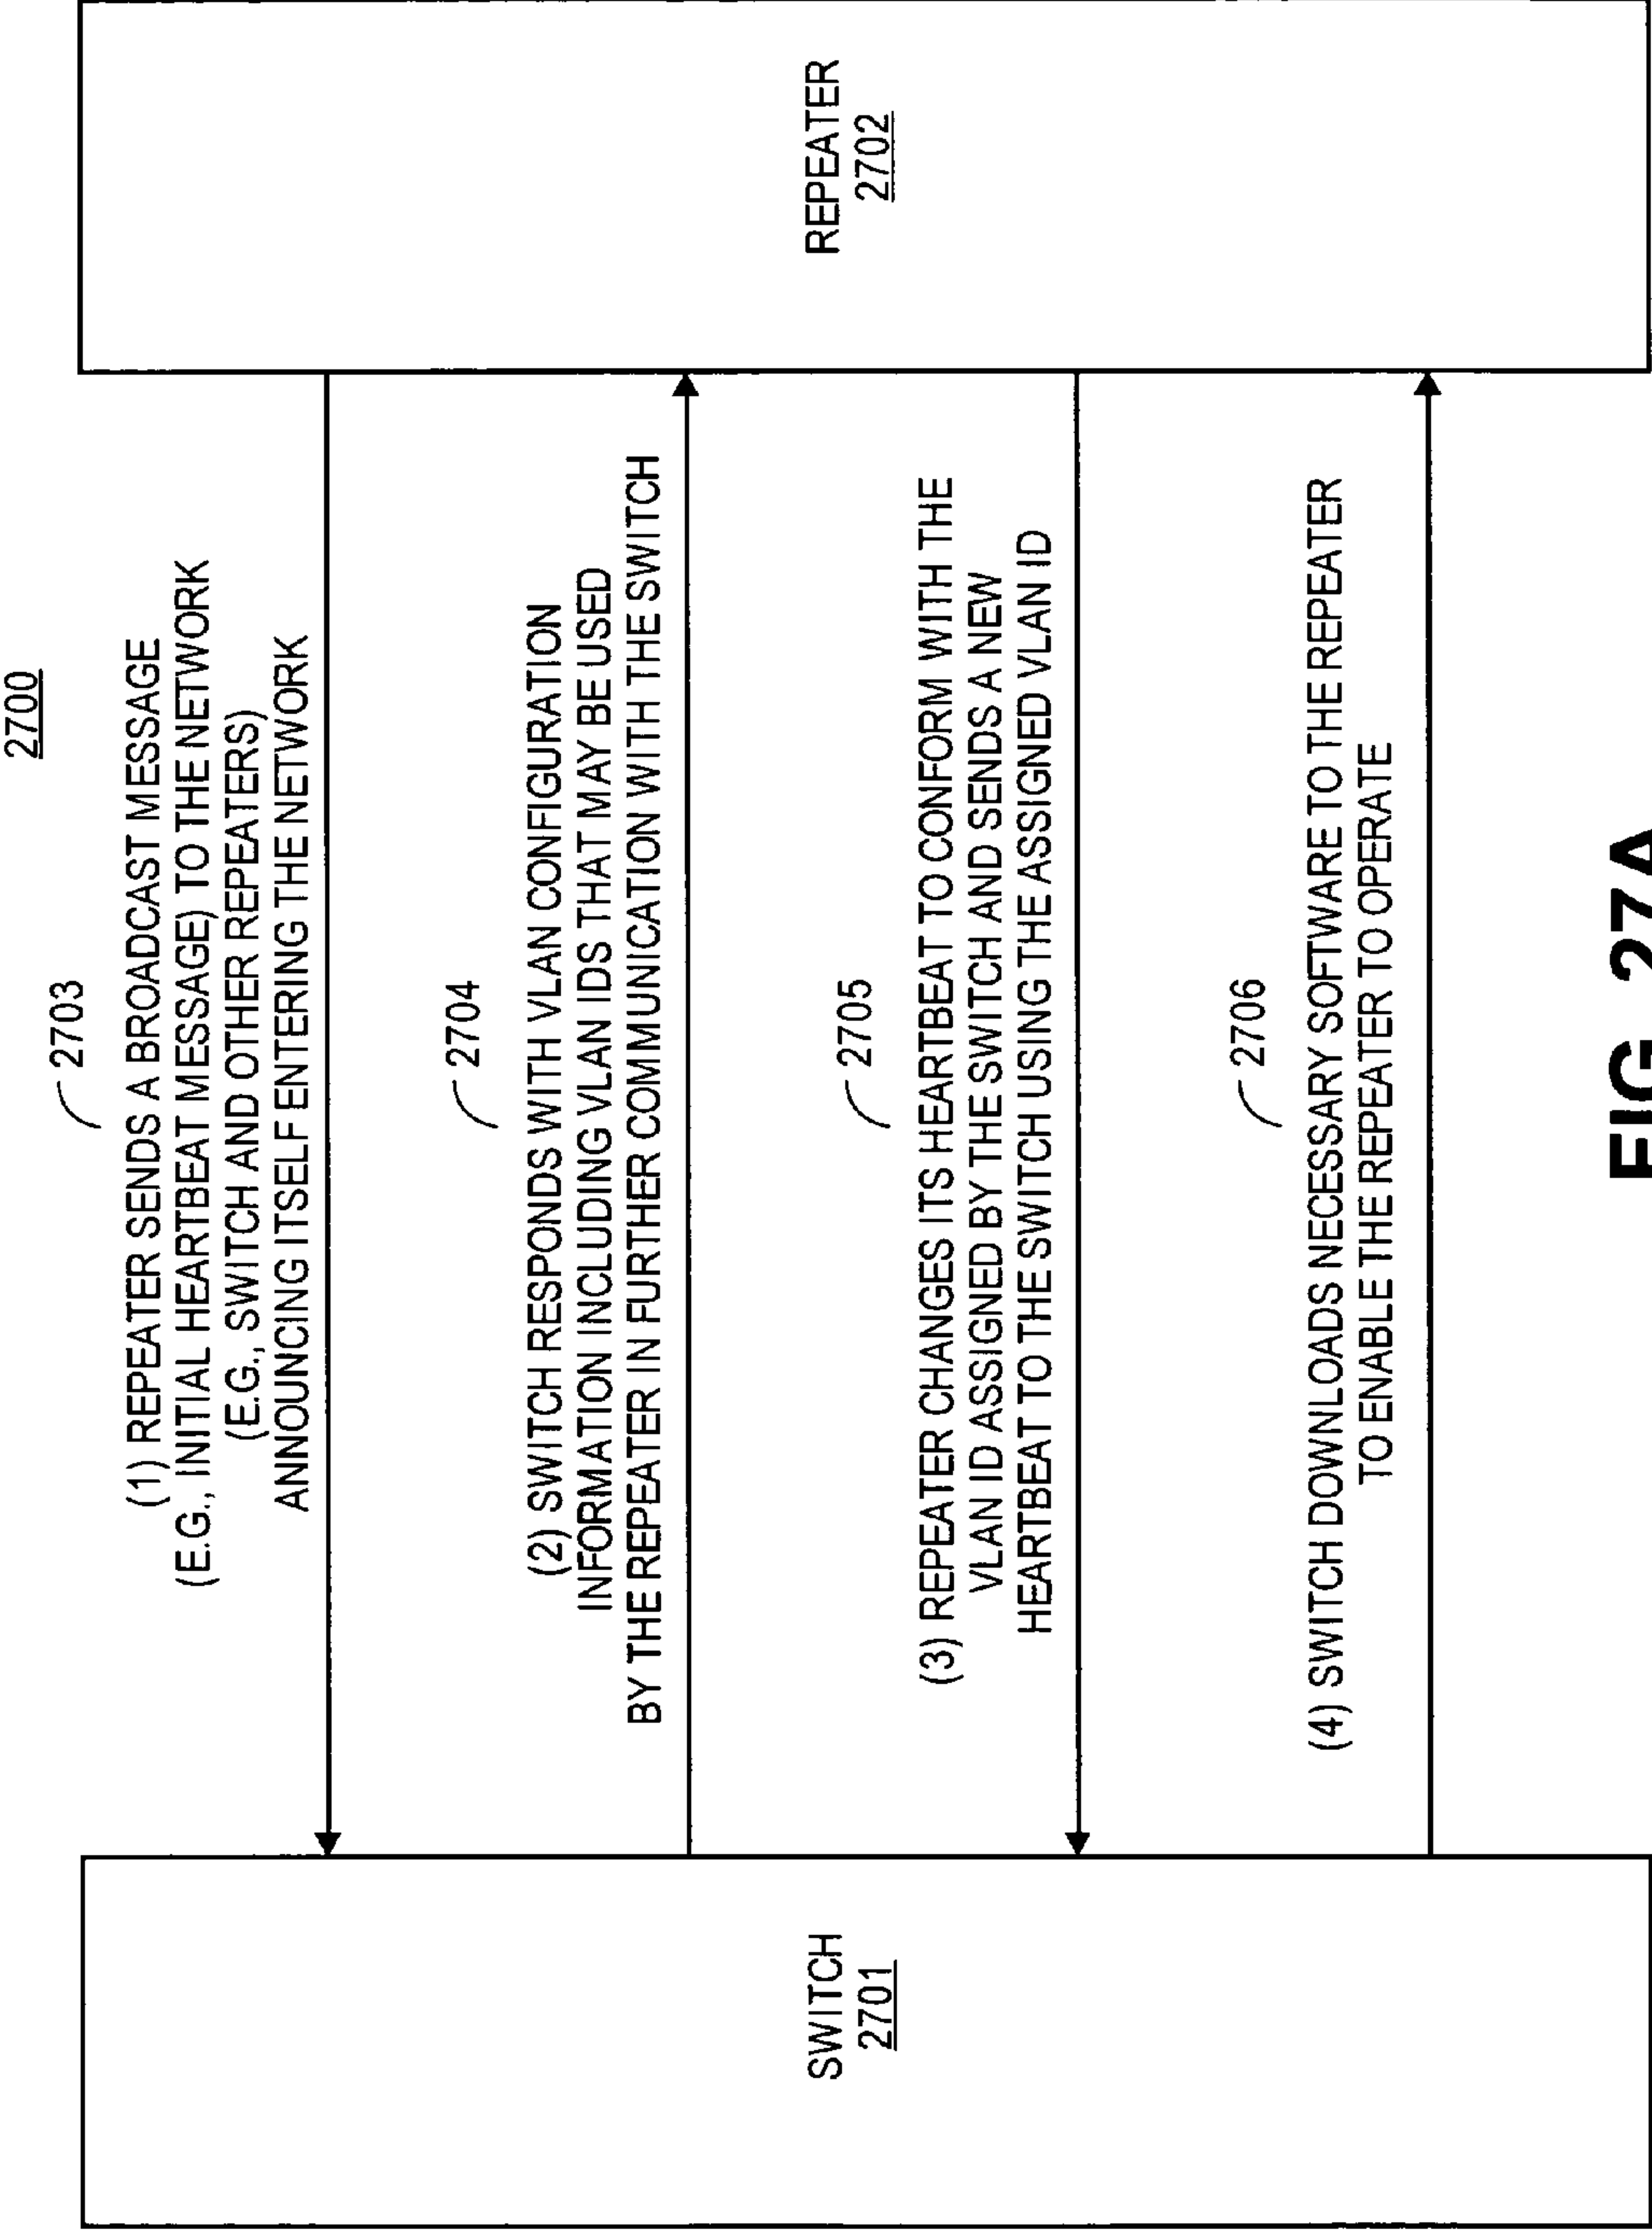 2700
2703
(1) REPEATER SENDS A BROADCAST MESSAGE
(E.G., INITIAL HEARTBEAT MESSAGE) TO THE NETWORK
(E.G., SWITCH AND OTHER REPEATERS)
ANNOUNCING ITSELF ENTERING THE NETWORK
2704
(2) SWITCH RESPONDS WITH VLAN CONFIGURATION
INFORMATION INCLUDING VLAN IDS THAT MAY BE USED
BY THE REPEATER IN FURTHER COMMUNICATION WITH THE SWITCH
SWITCH
2701
REPEATER
2702
2705
(3) REPEATER CHANGES ITS HEARTBEAT TO CONFORM WITH THE
VLAN ID ASSIGNED BY THE SWITCH AND SENDS A NEW
HEARTBEAT TO THE SWITCH USING THE ASSIGNED VLAN ID
2706
(4) SWITCH DOWNLOADS NECESSARY SOFTWARE TO THE REPEATER
TO ENABLE THE REPEATER TO OPERATE
FIG. 27A